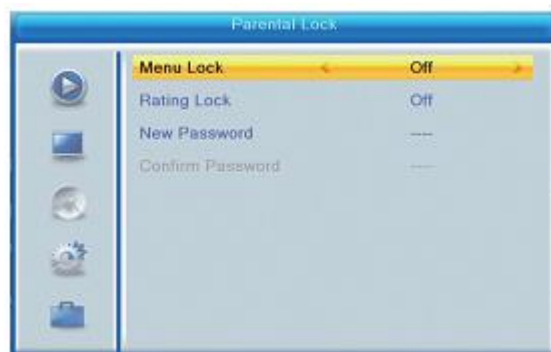 Parental Lock
Menu Lock < Off >
Rating Lock Off
New Password ----
Confirm Password ----